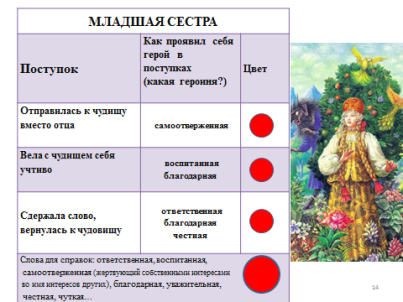 МЛАДШАЯ СЕСТРА
Поступок
Как проявил себя
герой в
поступках
(какая героиня?)
Цвет
Отправилась к чудищу
вместо отца
самоотверженная
Вела с чудищем себя
учтиво
воспитанная
благодарная
Сдержала слово,
вернулась к чудовищу
ответственная
благодарная
честная
Слова для справок: ответственная, воспитанная,
самоотверженная (жертвующий собственными интересами
во имя интересов других), благодарная, уважительная,
честная, чуткая...
14